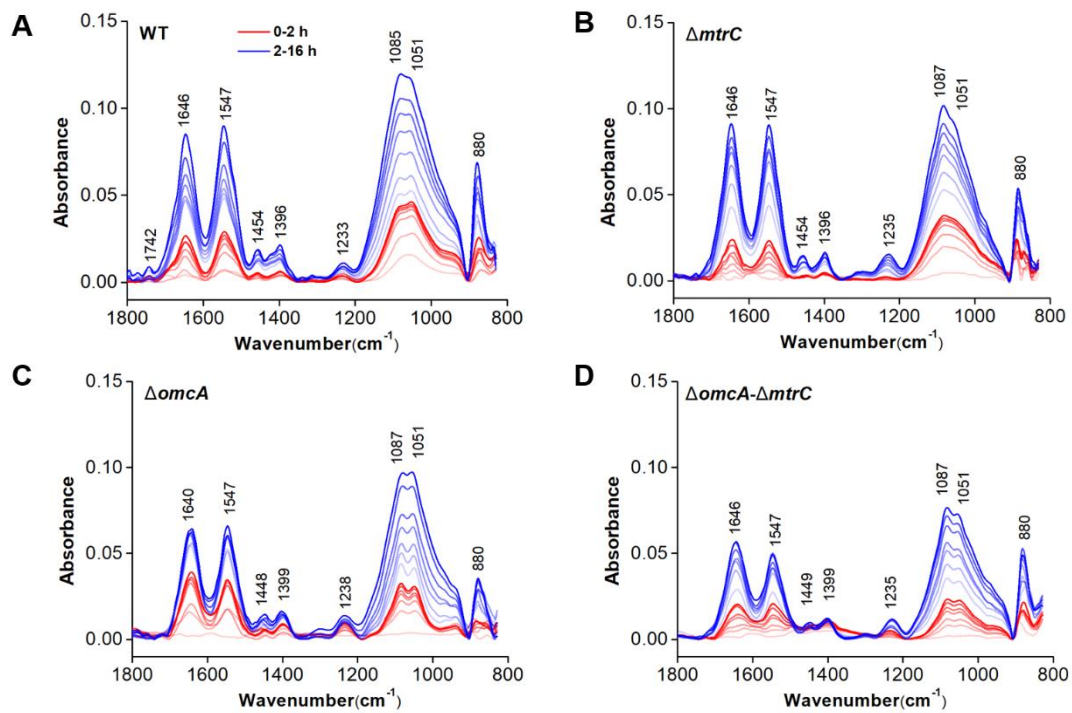 A
WT
0-2 h
2-16 h
1742
1646
1547
1454
1396
1233
1085
1051
880
0.15
0.10
0.05
0.00
Absorbance
1800 1600 1400 1200 1000 800
Wavenumber(cm⁻¹)
B
ΔmtrC
1646
1547
1454
1396
1235
1087
1051
880
0.15
0.10
0.05
0.00
Absorbance
1800 1600 1400 1200 1000 800
Wavenumber(cm⁻¹)
C
ΔomcA
1640
1547
1448
1399
1238
1087
1051
880
0.15
0.10
0.05
0.00
Absorbance
1800 1600 1400 1200 1000 800
Wavenumber(cm⁻¹)
D
ΔomcA-ΔmtrC
1646
1547
1449
1399
1235
1087
1051
880
0.15
0.10
0.05
0.00
Absorbance
1800 1600 1400 1200 1000 800
Wavenumber(cm⁻¹)